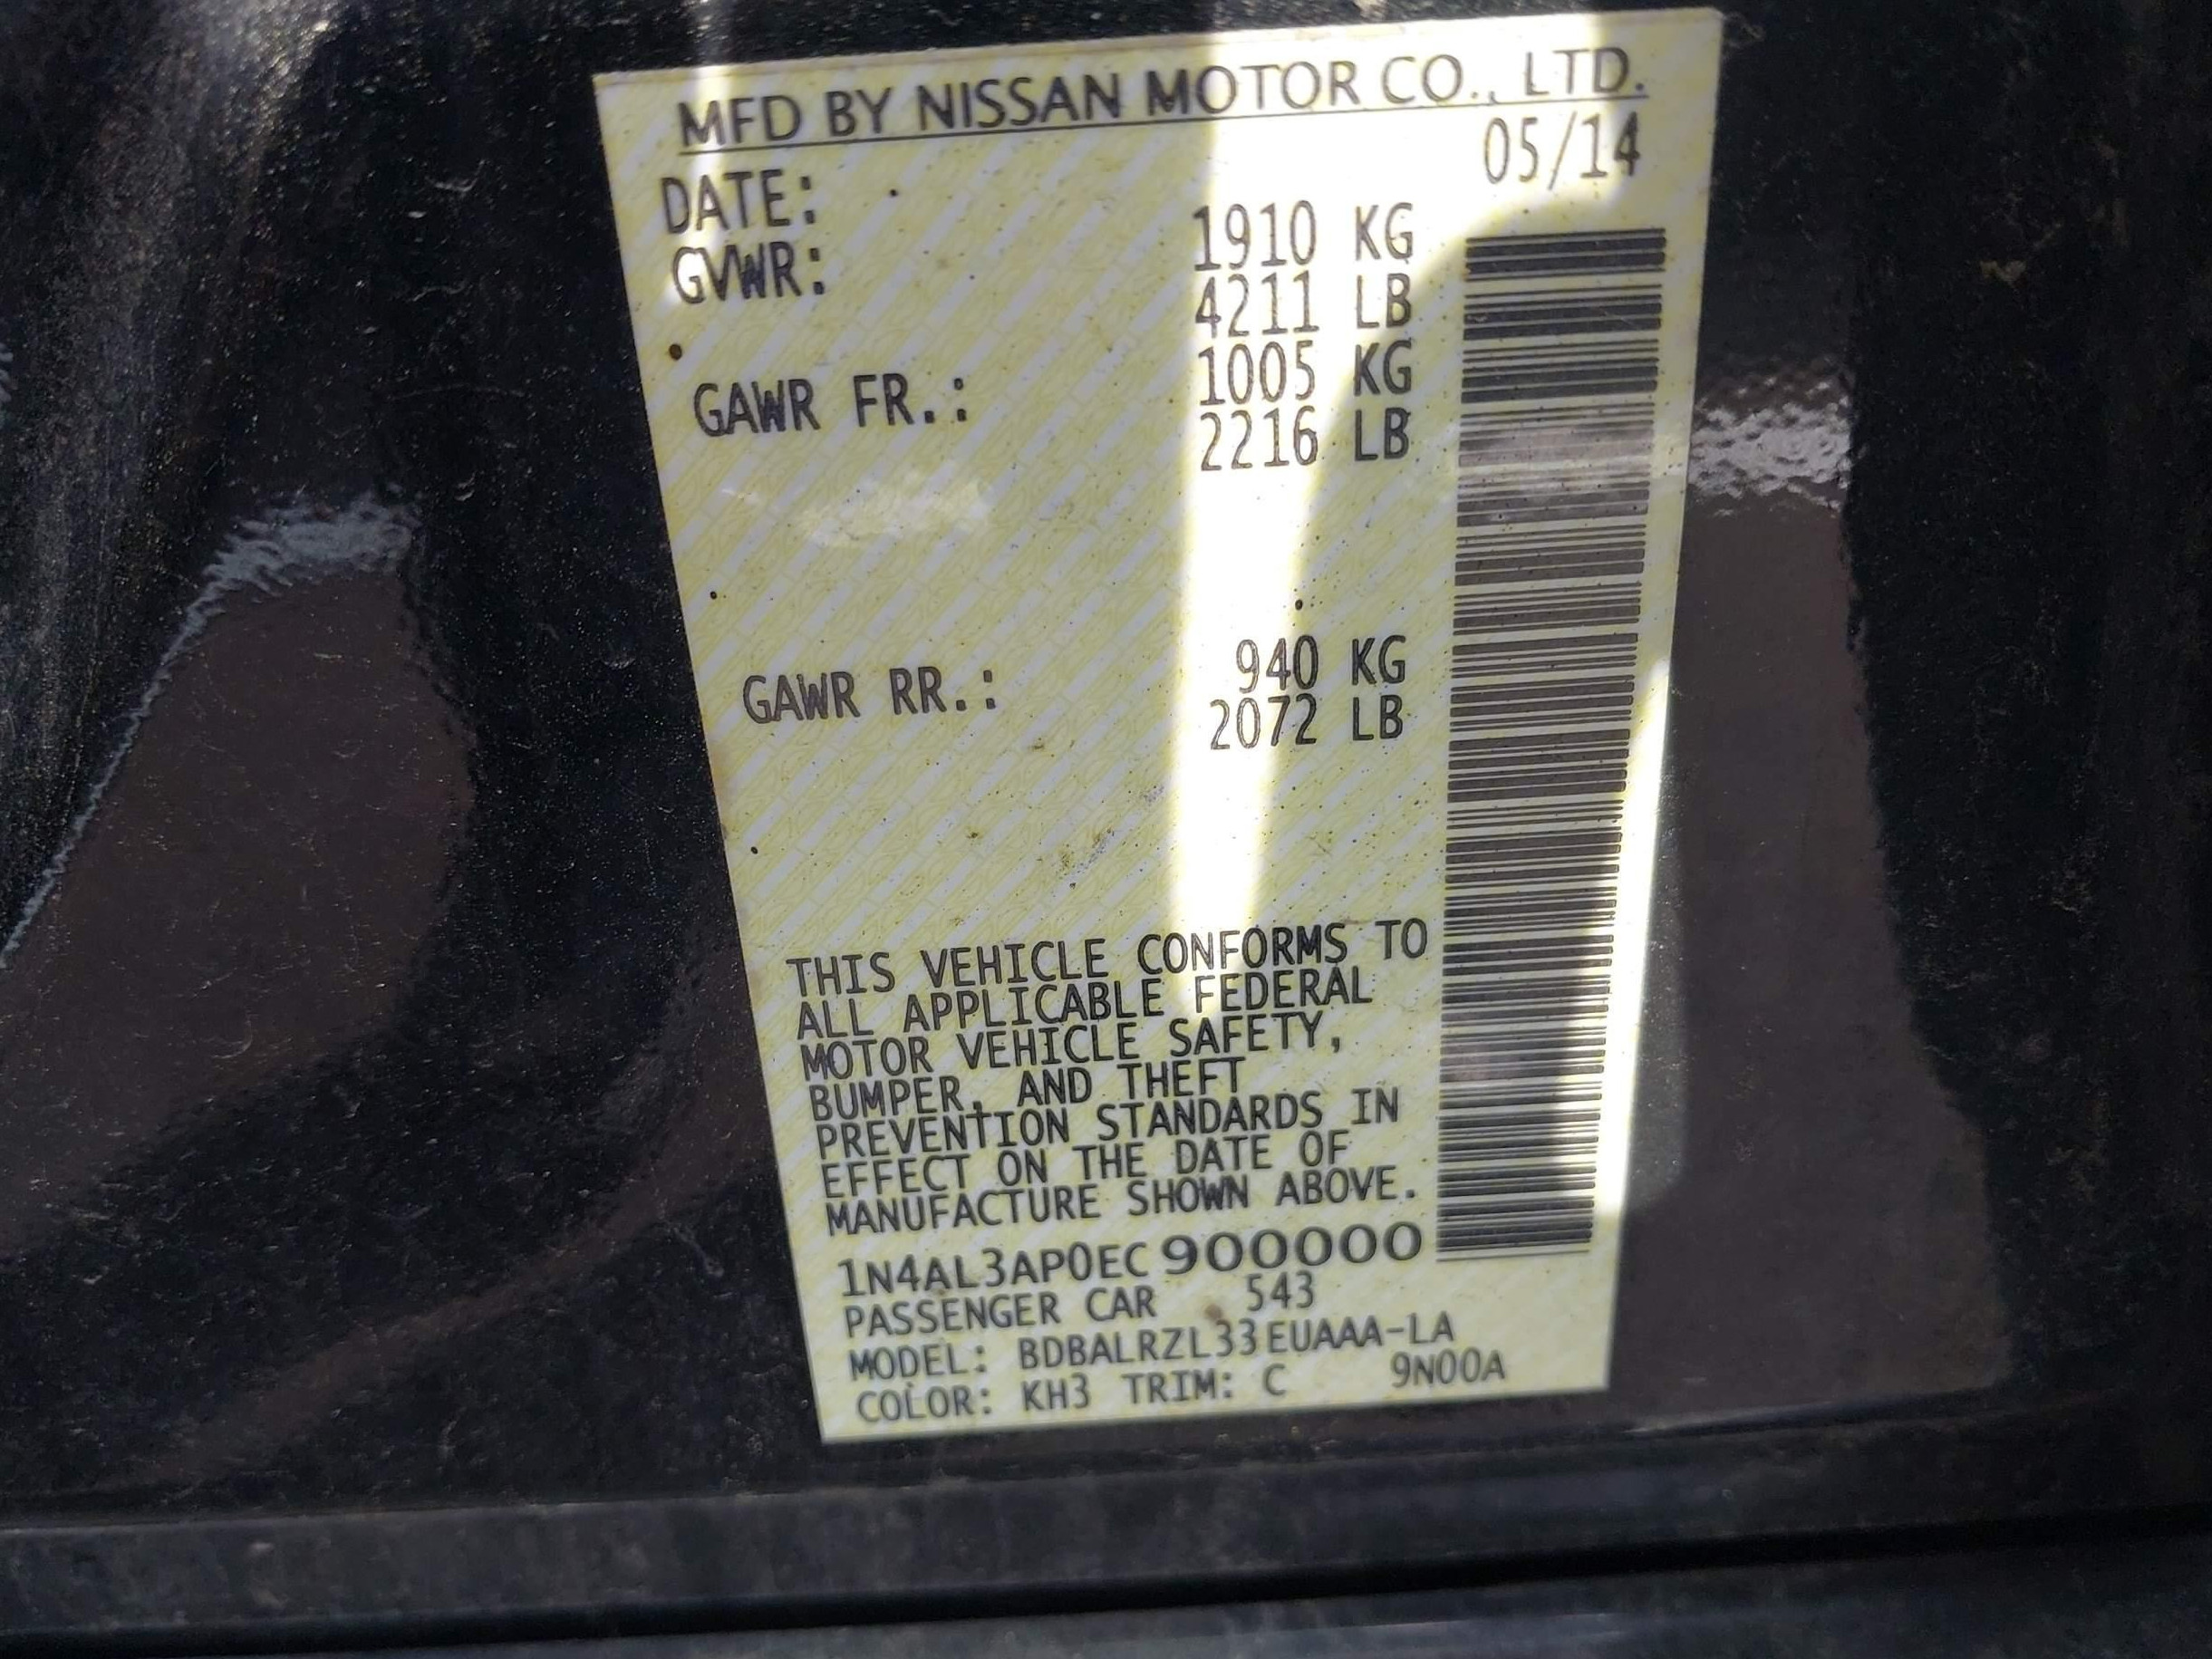 MFD BY NISSAN MOTOR CO., LTD.
DATE: 05/14
GVWR: 1910 KG
4211 LB
GAWR FR.: 1005 KG
2216 LB
GAWR RR.: 940 KG
2072 LB
THIS VEHICLE CONFORMS TO
ALL APPLICABLE FEDERAL
MOTOR VEHICLE SAFETY,
BUMPER, AND THEFT
PREVENTION STANDARDS IN
EFFECT ON THE DATE OF
MANUFACTURE SHOWN ABOVE.
1N4AL3AP0EC900000
PASSENGER CAR 543
MODEL: BDBALRZL33EUAAA-LA
COLOR: KH3 TRIM: C 9N00A